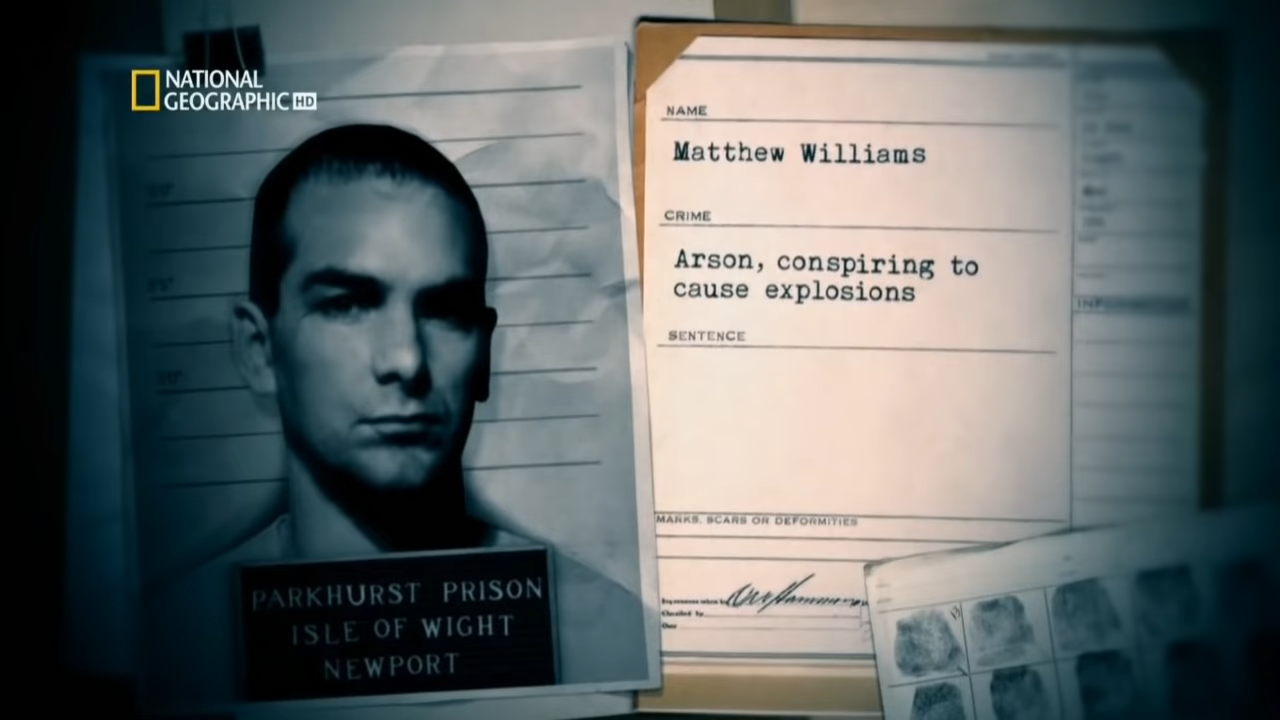 NATIONAL
GEOGRAPHIC HD
NAME
Matthew Williams
CRIME
Arson, conspiring to
cause explosions
SENTENCE
MARKS, SCARS OR DEFORMITIES
PARKHURST PRISON
ISLE OF WIGHT
NEWPORT